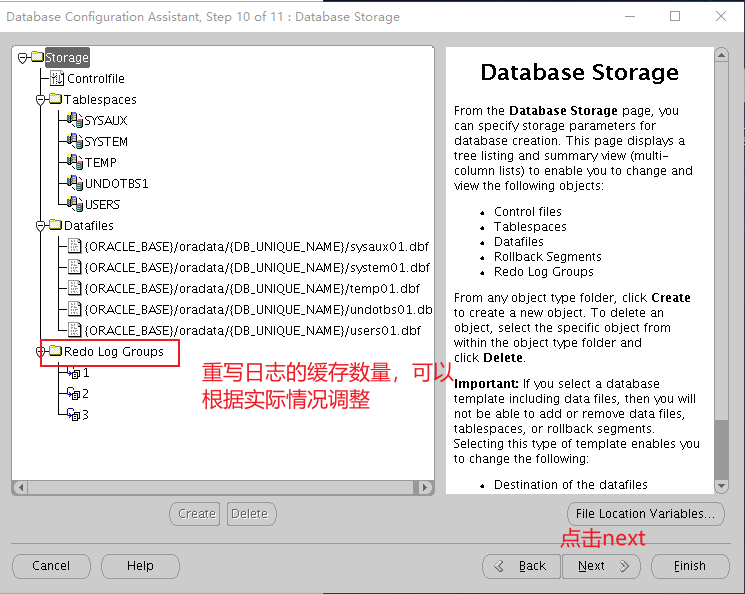 Database Configuration Assistant, Step 10 of 11 : Database Storage
Storage
Controlfile
Tablespaces
SYSAUX
SYSTEM
TEMP
UNDOTBS1
USERS
Datafiles
{ORACLE_BASE}/oradata/{DB_UNIQUE_NAME}/sysaux01.dbf
{ORACLE_BASE}/oradata/{DB_UNIQUE_NAME}/system01.dbf
{ORACLE_BASE}/oradata/{DB_UNIQUE_NAME}/temp01.dbf
{ORACLE_BASE}/oradata/{DB_UNIQUE_NAME}/undotbs01.db
{ORACLE_BASE}/oradata/{DB_UNIQUE_NAME}/users01.dbf
Redo Log Groups
1
2
3
重写日志的缓存数量，可以
根据实际情况调整
Database Storage
From the Database Storage page, you
can specify storage parameters for
database creation. This page displays a
tree listing and summary view (multi-
column lists) to enable you to change and
view the following objects:
• Control files
• Tablespaces
• Datafiles
• Rollback Segments
• Redo Log Groups
From any object type folder, click Create
to create a new object. To delete an
object, select the specific object from
within the object type folder and
click Delete.
Important: If you select a database
template including data files, then you will
not be able to add or remove data files,
tablespaces, or rollback segments.
Selecting this type of template enables you
to change the following:
• Destination of the datafiles
Create
Delete
File Location Variables...
点击next
Cancel
Help
Back
Next
Finish